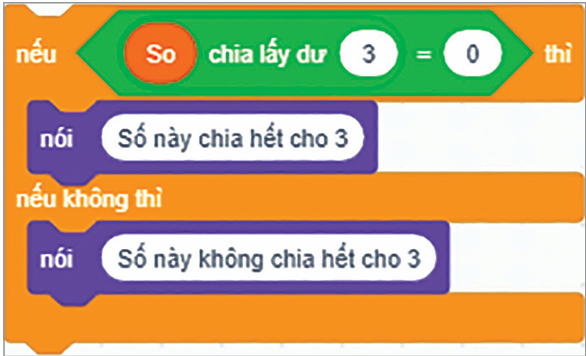 nếu So chia lấy dư 3 = 0 thì
nói Số này chia hết cho 3
nếu không thì
nói Số này không chia hết cho 3